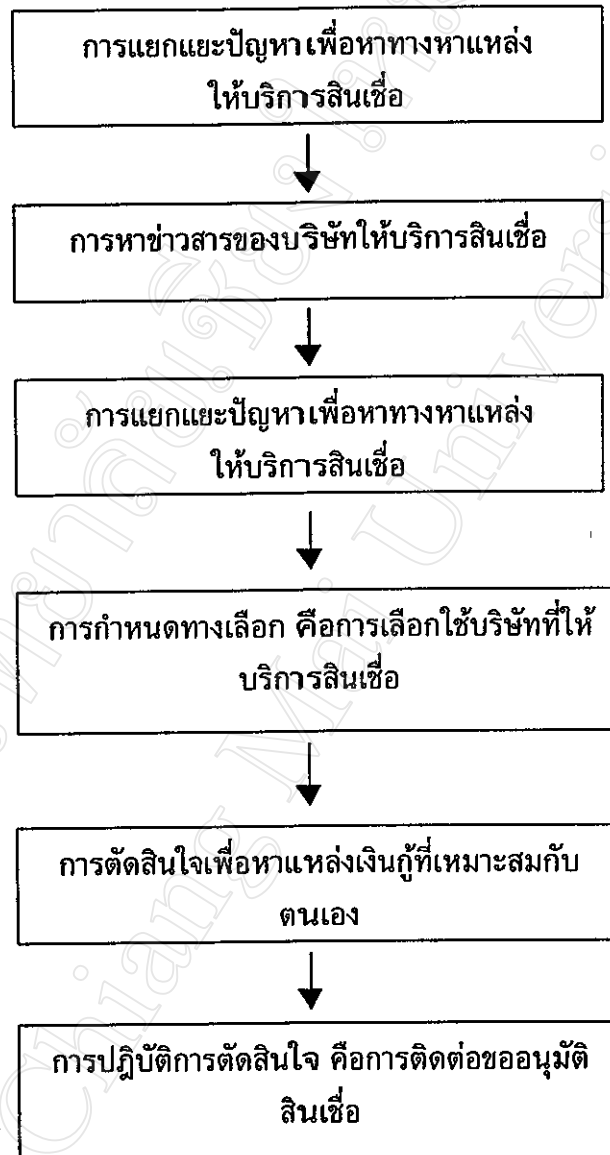 การแยกแยะปัญหาเพื่อหาทางหาแหล่ง
ให้บริการสินเชื่อ
การหาข่าวสารของบริษัทให้บริการสินเชื่อ
การแยกแยะปัญหาเพื่อหาทางหาแหล่ง
ให้บริการสินเชื่อ
การกำหนดทางเลือก คือการเลือกใช้บริษัทที่ให้
บริการสินเชื่อ
การตัดสินใจเพื่อหาแหล่งเงินกู้ที่เหมาะสมกับ
ตนเอง
การปฎิบัติการตัดสินใจ คือการติดต่อขออนุมัติ
สินเชื่อ
Chiang Mai Univers